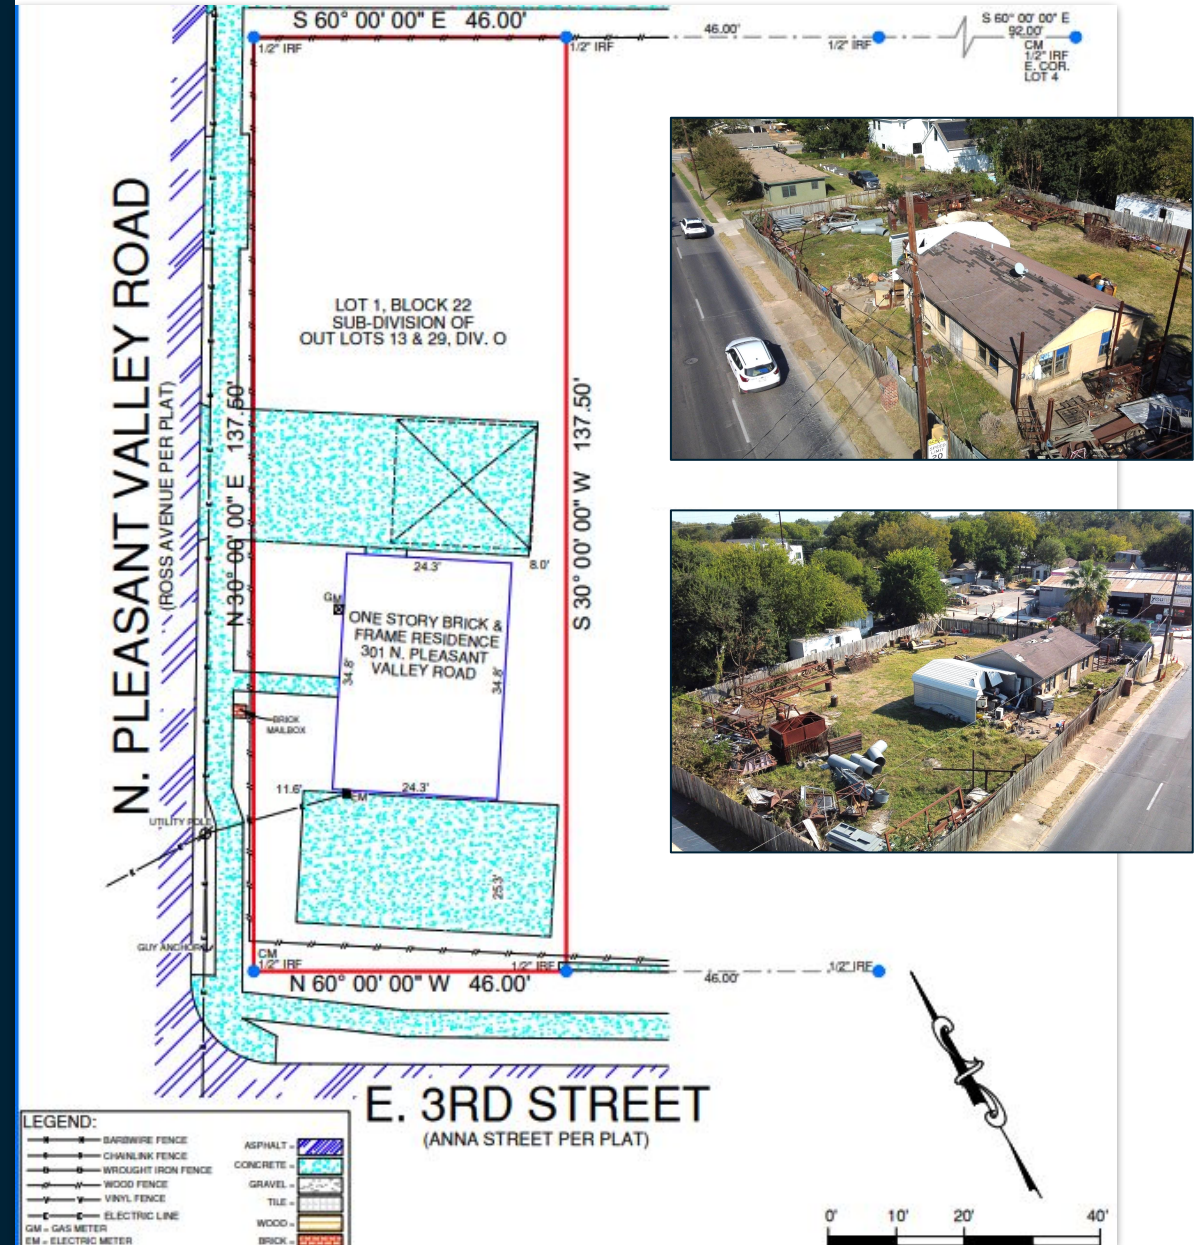 S 60° 00' 00" E 46.00'
1/2" IRF
1/2" IRF
46.00'
1/2" IRF
S 60° 00' 00" E
92.00'
CM
1/2" IRF
E. COR.
LOT 4
N. PLEASANT VALLEY ROAD
(ROSS AVENUE PER PLAT)
LOT 1, BLOCK 22
SUB-DIVISION OF
OUT LOTS 13 & 29, DIV. O
N 30° 00' 00" E 137.50'
S 30° 00' 00" W 137.50'
24.3'
8.0'
GM
ONE STORY BRICK &
FRAME RESIDENCE
301 N. PLEASANT
VALLEY ROAD
34.8'
34.8'
BRICK
MAILBOX
11.6'
24.3'
EM
UTILITY POLE
25.3'
GUY ANCHOR
CM
1/2" IRF
1/2" IRF
N 60° 00' 00" W 46.00'
46.00'
1/2" IRF
E. 3RD STREET
(ANNA STREET PER PLAT)
LEGEND:
BARBWIRE FENCE
CHAINLINK FENCE
WROUGHT IRON FENCE
WOOD FENCE
VINYL FENCE
ELECTRIC LINE
GM = GAS METER
EM = ELECTRIC METER
ASPHALT =
CONCRETE =
GRAVEL =
TILE =
WOOD =
BRICK =
0' 10' 20' 40'